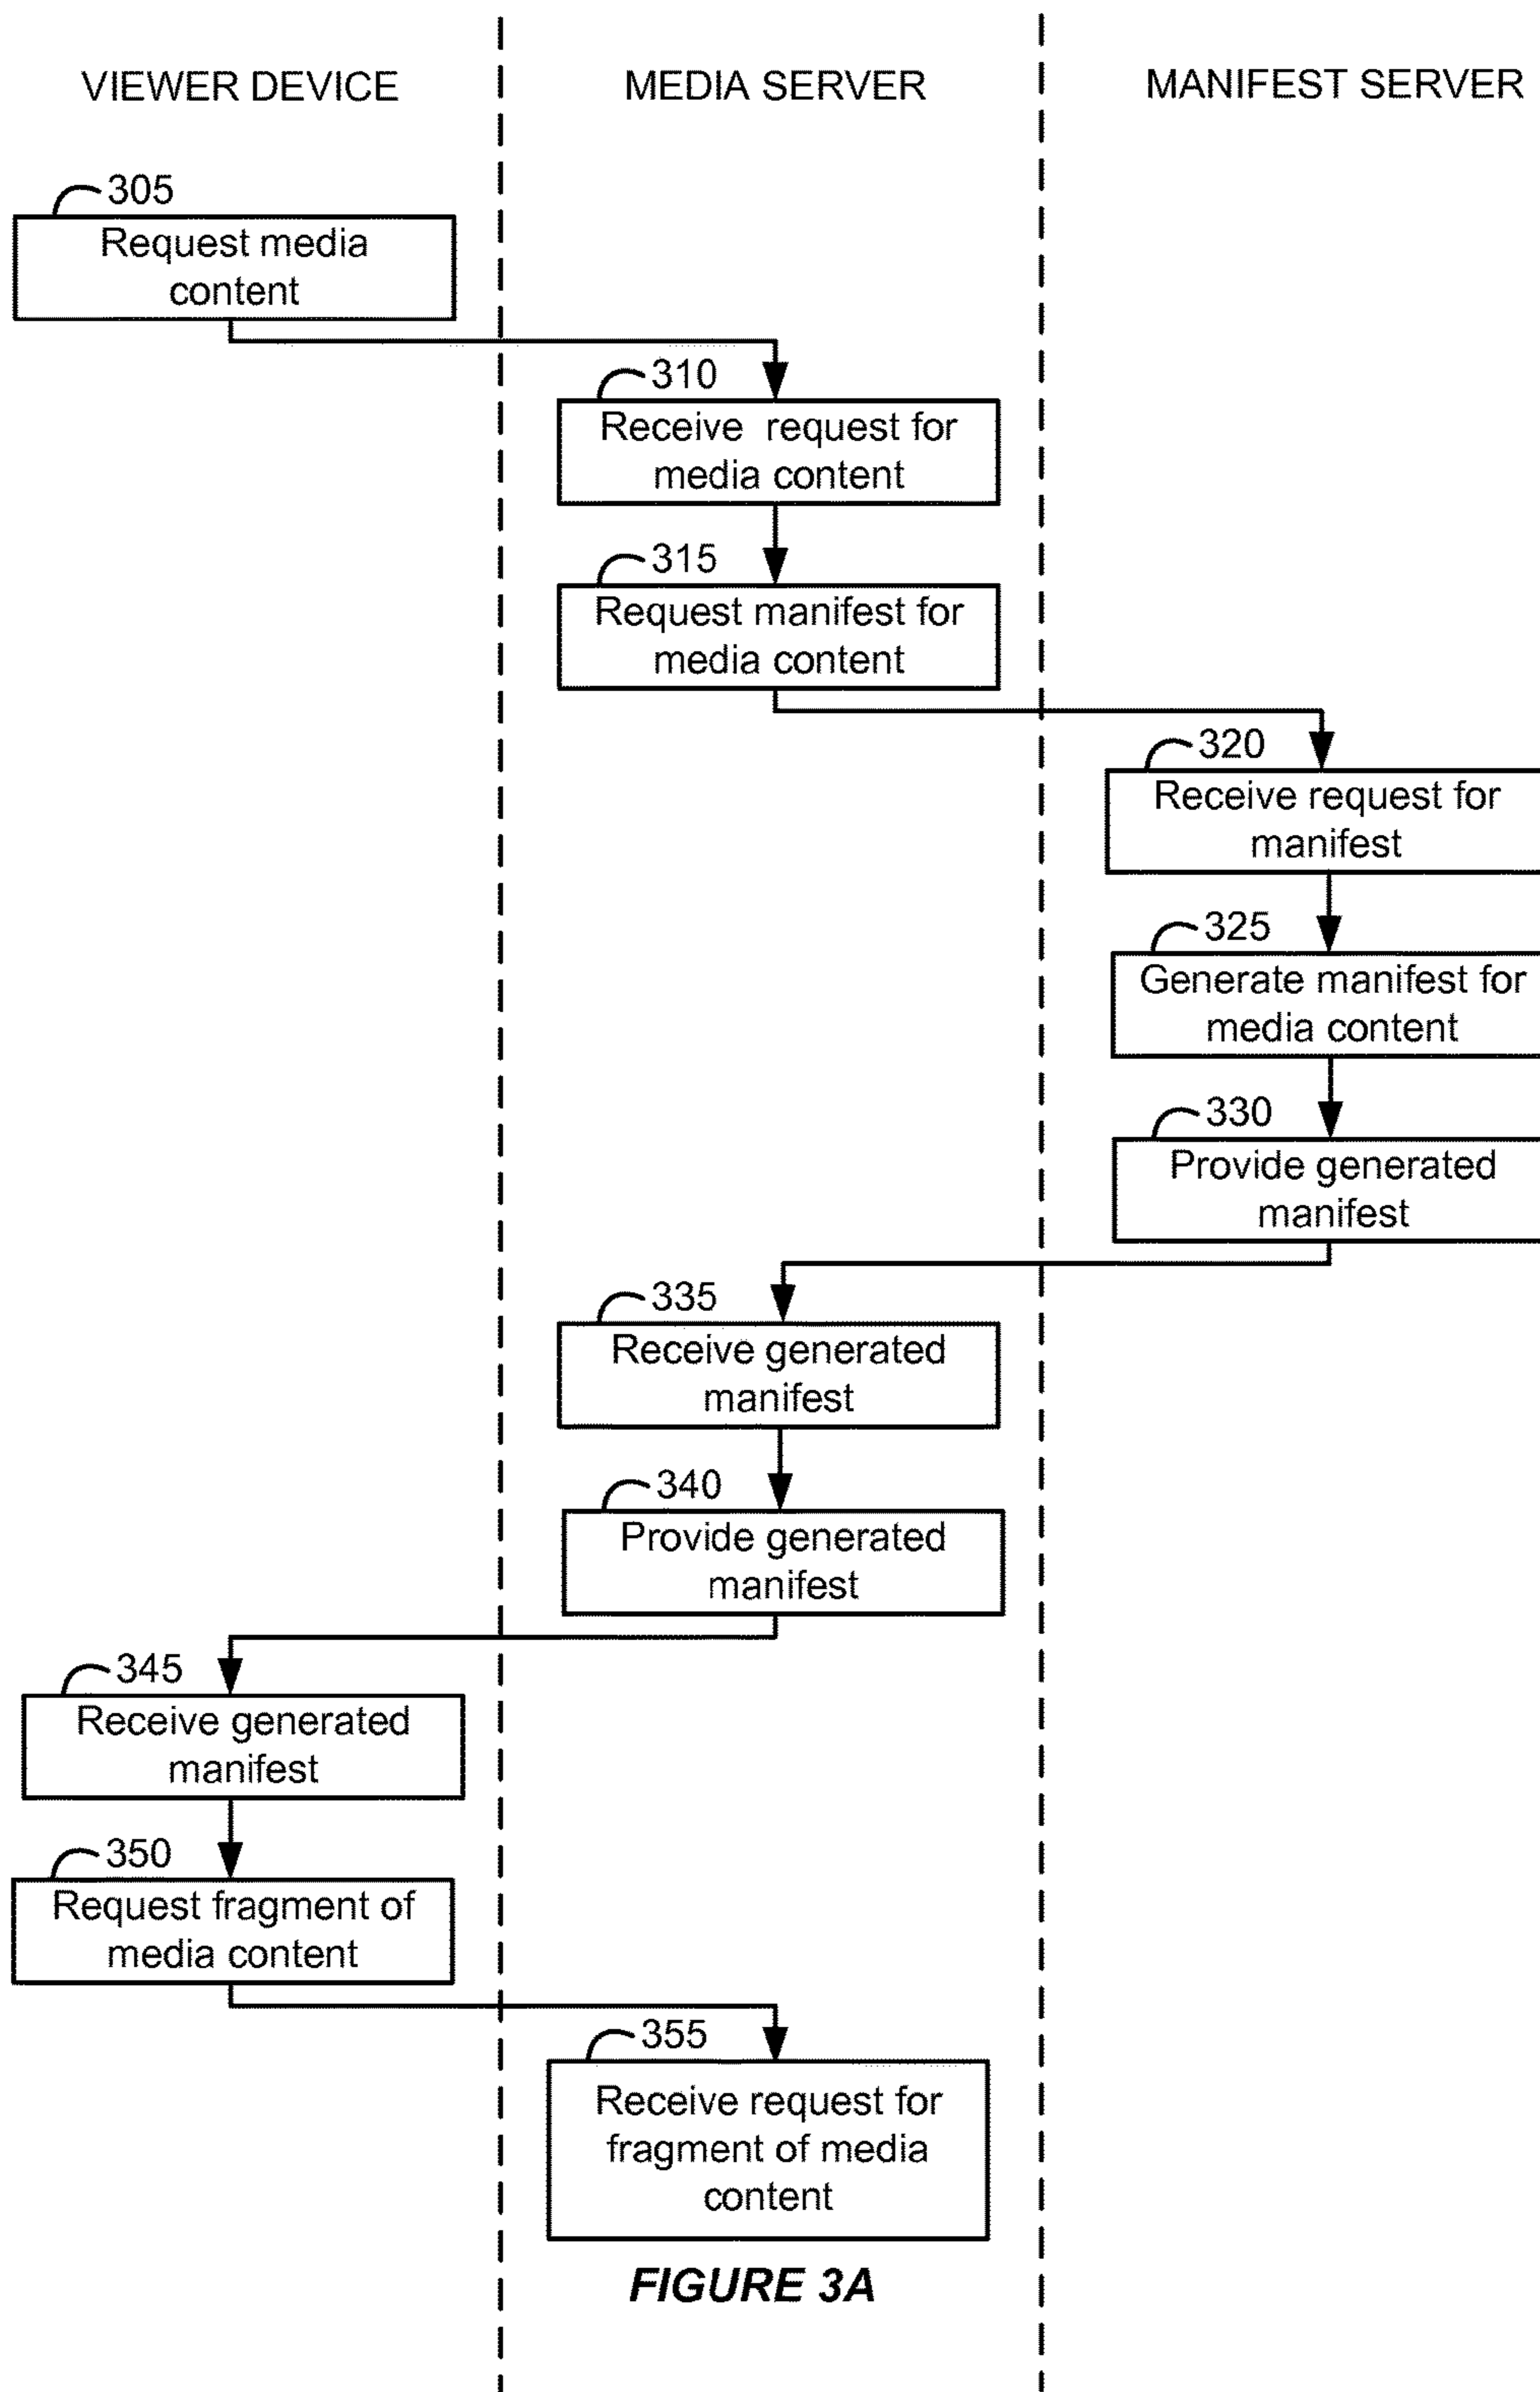 VIEWER DEVICE
MEDIA SERVER
MANIFEST SERVER
305
Request media
content
310
Receive request for
media content
315
Request manifest for
media content
320
Receive request for
manifest
325
Generate manifest for
media content
330
Provide generated
manifest
335
Receive generated
manifest
340
Provide generated
manifest
345
Receive generated
manifest
350
Request fragment of
media content
355
Receive request for
fragment of media
content
FIGURE 3A